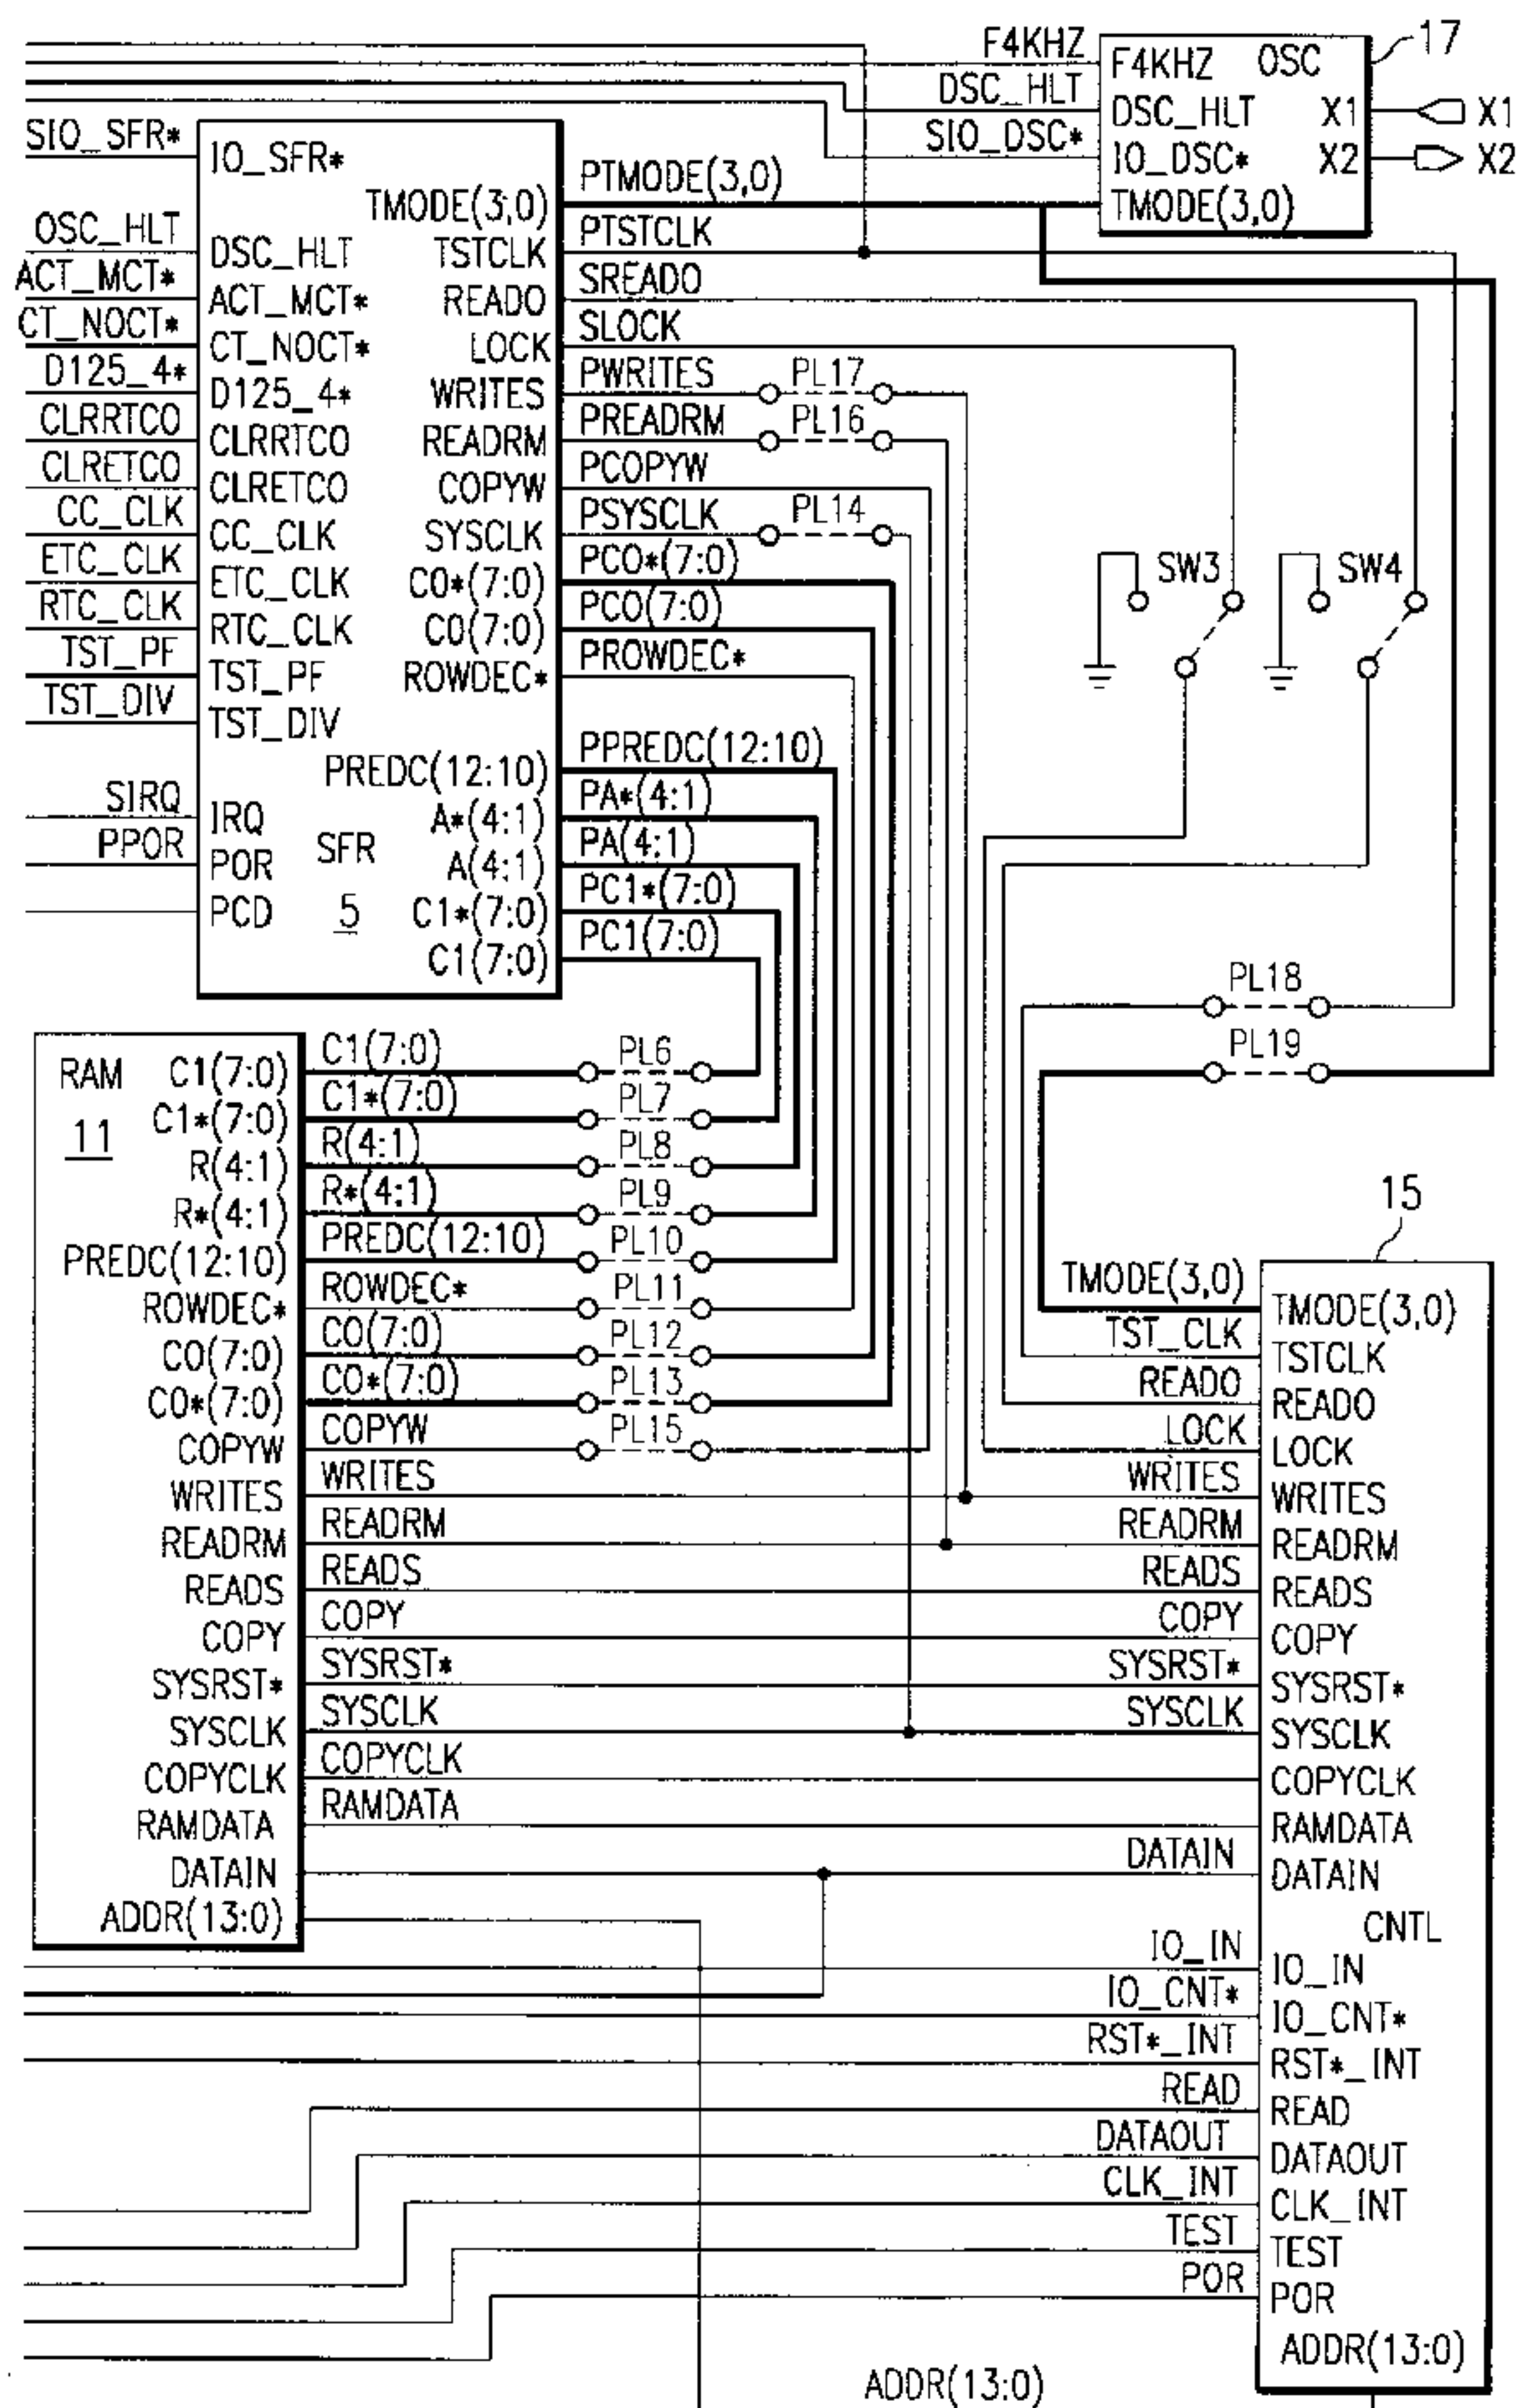 17
F4KHZ
DSC_HLT
SIO_DSC*
F4KHZ OSC
DSC_HLT X1
IO_DSC* X2
TMODE(3,0)
X1
X2
SIO_SFR*
OSC_HLT
ACT_MCT*
CT_NOCT*
D125_4*
CLRRTCO
CLRETCO
CC_CLK
ETC_CLK
RTC_CLK
TST_PF
TST_DIV
SIRQ
PPOR
IO_SFR*
TMODE(3,0)
DSC_HLT TSTCLK
ACT_MCT* READO
CT_NOCT* LOCK
D125_4* WRITES
CLRRTCO READRM
CLRETCO COPYW
CC_CLK SYSCLK
ETC_CLK CO*(7:0)
RTC_CLK CO(7:0)
TST_PF ROWDEC*
TST_DIV
PREDC(12:10)
IRQ A*(4:1)
POR SFR A(4:1)
PCD 5 C1*(7:0)
C1(7:0)
PTMODE(3,0)
PTSTCLK
SREADO
SLOCK
PWRITES PL17
PREADRM PL16
PCOPYW
PSYSCLK PL14
PCO*(7:0)
PCO(7:0)
PROWDEC*
PPREDC(12:10)
PA*(4:1)
PA(4:1)
PC1*(7:0)
PC1(7:0)
SW3 SW4
PL18
PL19
RAM C1(7:0)
11 C1*(7:0)
R(4:1)
R*(4:1)
PREDC(12:10)
ROWDEC*
CO(7:0)
CO*(7:0)
COPYW
WRITES
READRM
READS
COPY
SYSRST*
SYSCLK
COPYCLK
RAMDATA
DATAIN
ADDR(13:0)
C1(7:0) PL6
C1*(7:0) PL7
R(4:1) PL8
R*(4:1) PL9
PREDC(12:10) PL10
ROWDEC* PL11
CO(7:0) PL12
CO*(7:0) PL13
COPYW PL15
WRITES
READRM
READS
COPY
SYSRST*
SYSCLK
COPYCLK
RAMDATA
15
TMODE(3,0)
TST_CLK
READO
LOCK
WRITES
READRM
READS
COPY
SYSRST*
SYSCLK
DATAIN
IO_IN
IO_CNT*
RST*_INT
READ
DATAOUT
CLK_INT
TEST
POR
TMODE(3,0)
TSTCLK
READO
LOCK
WRITES
READRM
READS
COPY
SYSRST*
SYSCLK
COPYCLK
RAMDATA
DATAIN
CNTL
IO_IN
IO_CNT*
RST*_INT
READ
DATAOUT
CLK_INT
TEST
POR
ADDR(13:0)
ADDR(13:0)